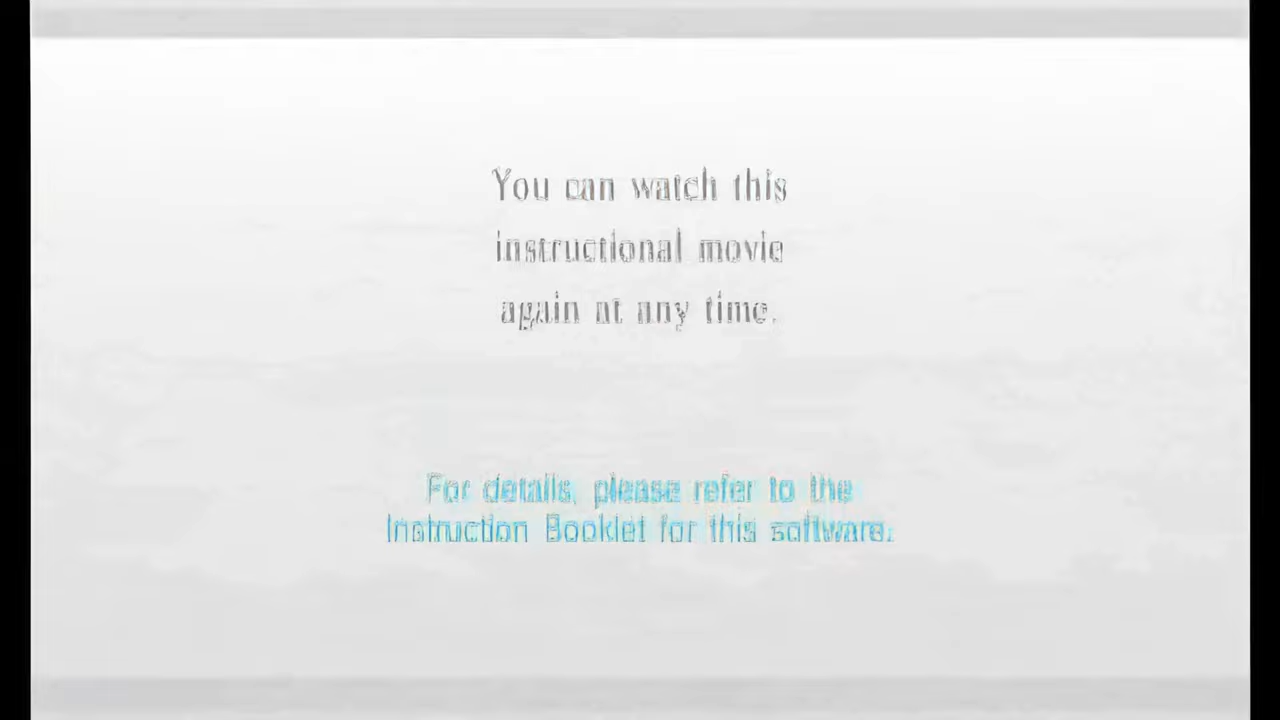 You can watch this
instructional movie
again at any time.
For details, please refer to the
Instruction Booklet for this software.